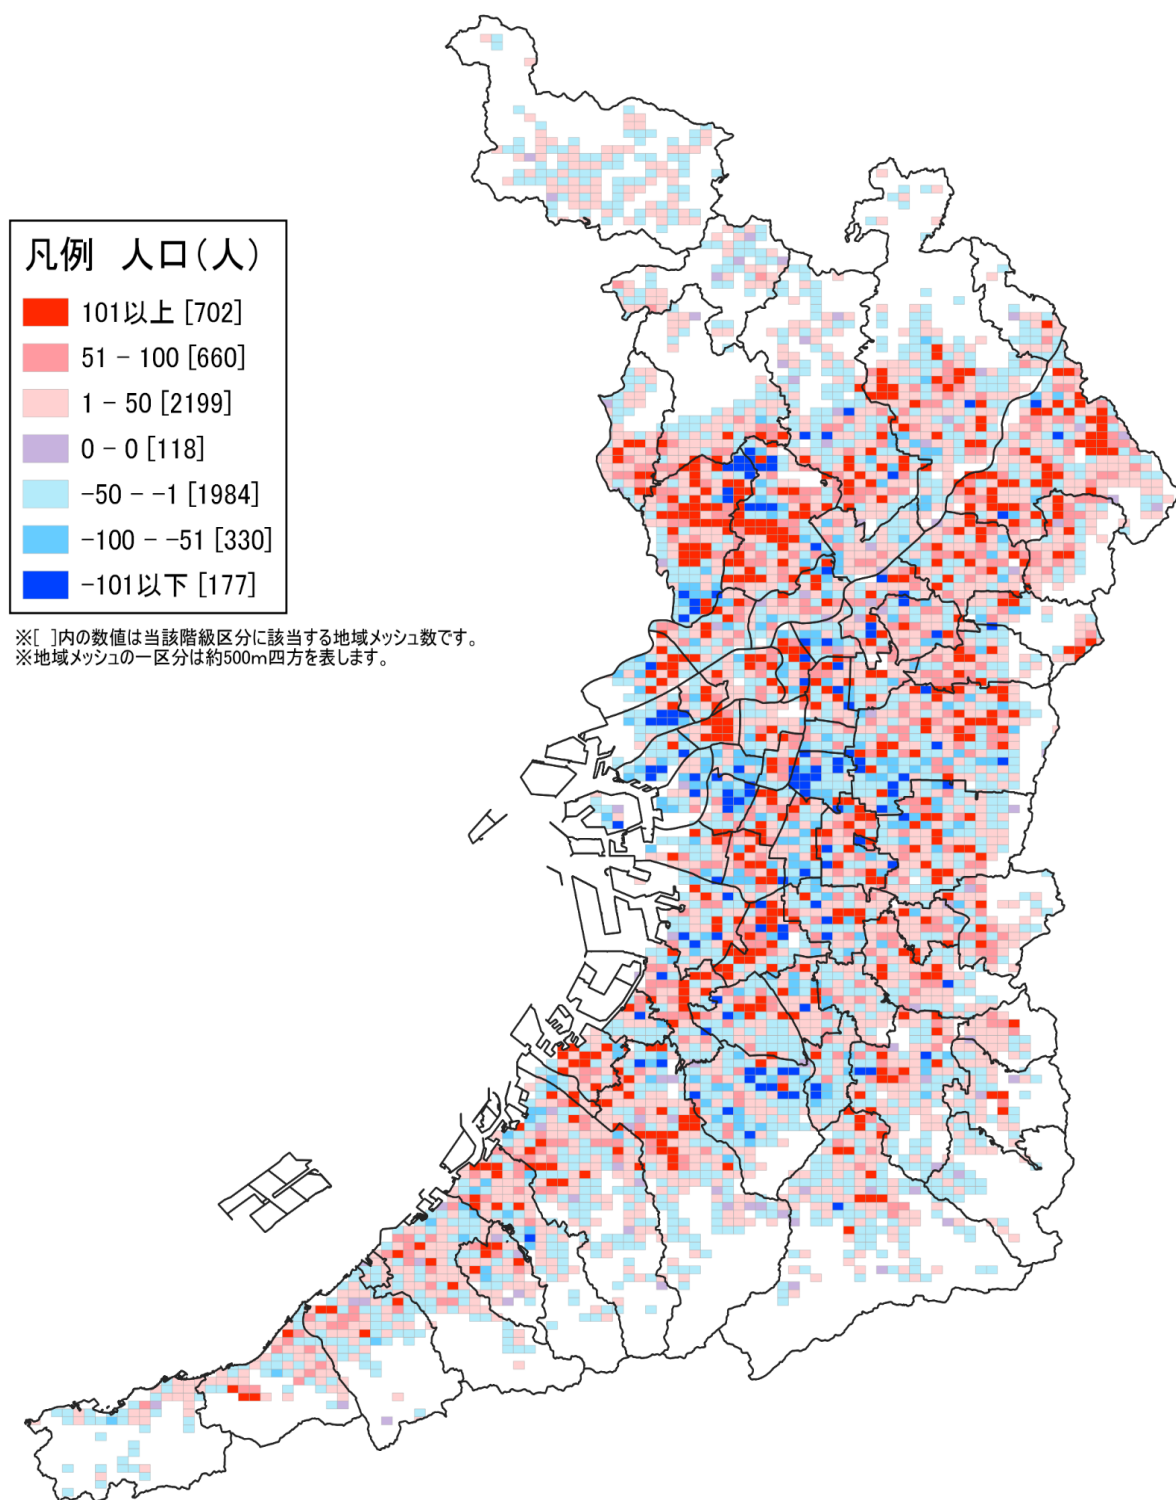 凡例　人口（人）
101以上 [702]
51 － 100 [660]
1 － 50 [2199]
0 － 0 [118]
-50 － -1 [1984]
-100 － -51 [330]
-101以下 [177]
※[　]内の数値は当該階級区分に該当する地域メッシュ数です。
※地域メッシュの一区分は約500m四方を表します。